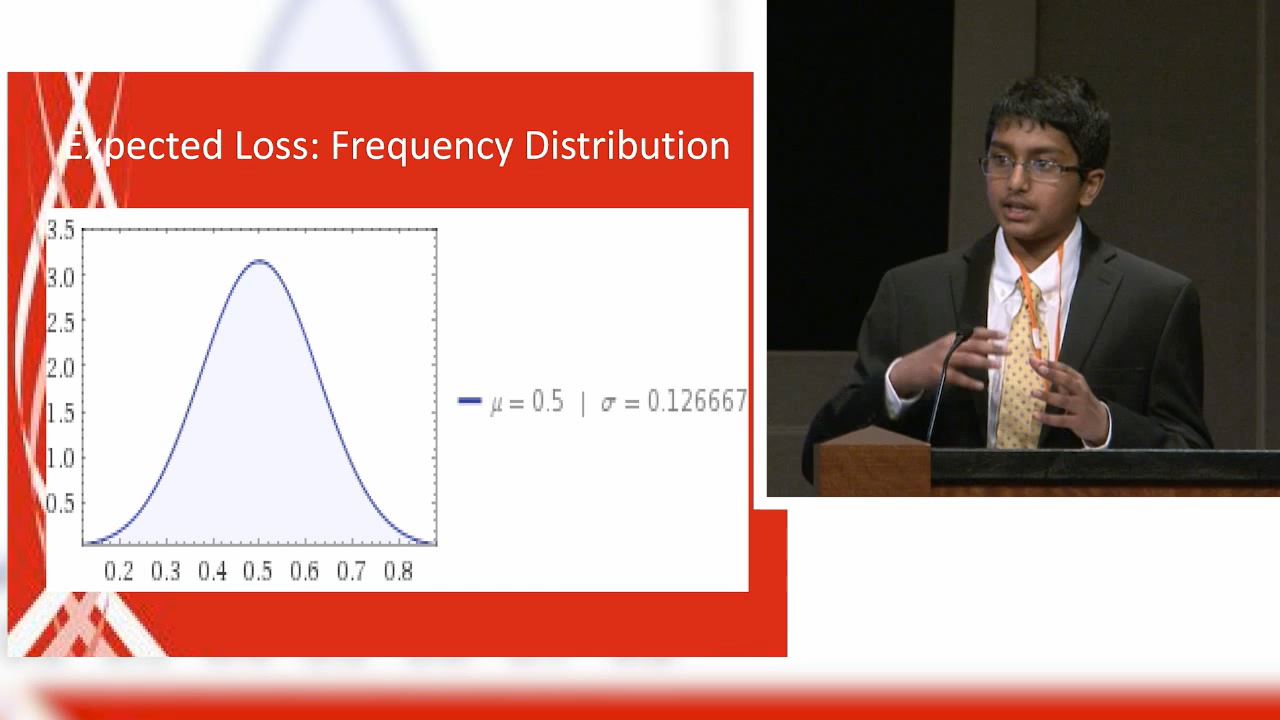 Expected Loss: Frequency Distribution
3.5
3.0
2.5
2.0
1.5
1.0
0.5
0.2 0.3 0.4 0.5 0.6 0.7 0.8
μ = 0.5 | σ = 0.126667